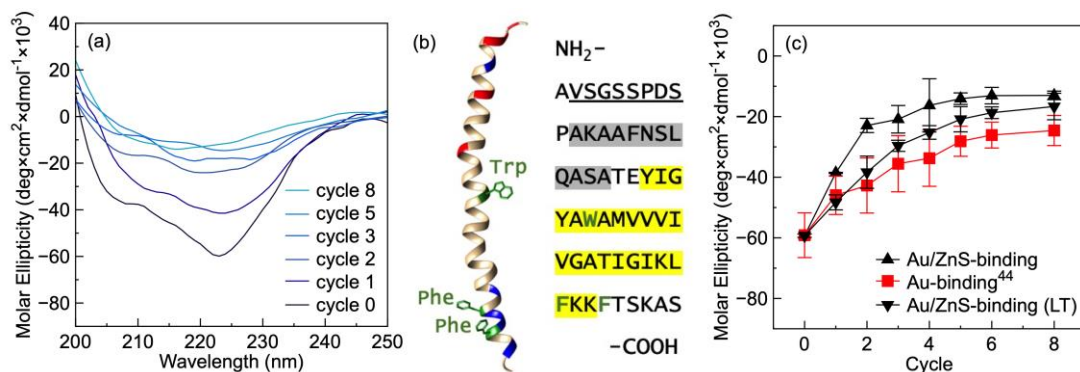 (a)
Molar Ellipticity (deg×cm²×dmol⁻¹×10³)
40
20
0
−20
−40
−60
−80
cycle 8
cycle 5
cycle 3
cycle 2
cycle 1
cycle 0
200 210 220 230 240 250
Wavelength (nm)
(b)
Trp
Phe
Phe
NH₂−
AVSGSSPDS
PAKAAFNSL
QASATEYIG
YAWAMVVVI
VGATIGIKL
FKKFTSKAS
−COOH
(c)
Molar Ellipticity (deg×cm²×dmol⁻¹×10³)
0
−20
−40
−60
−80
Au/ZnS-binding
Au-binding⁴⁴
Au/ZnS-binding (LT)
0 2 4 6 8
Cycle